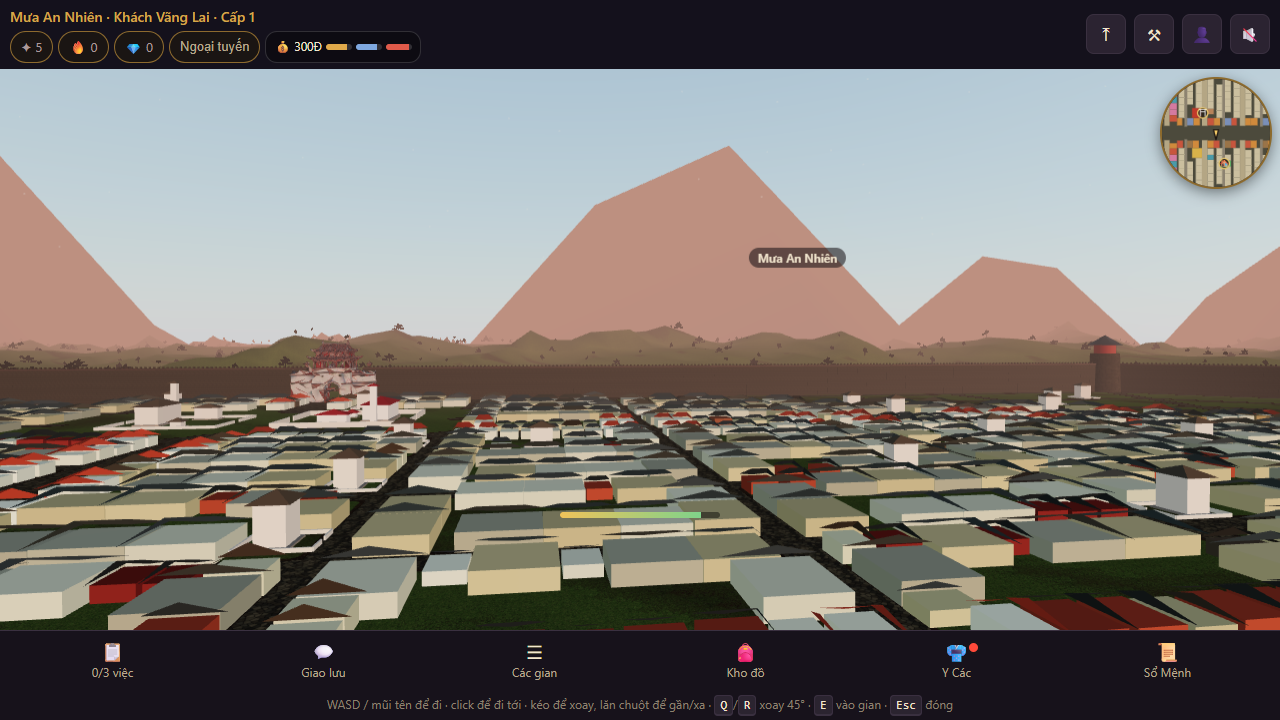 Mưa An Nhiên · Khách Vãng Lai · Cấp 1
✦ 5
0
0
Ngoại tuyến
300Đ
Mưa An Nhiên
0/3 việc
Giao lưu
Các gian
Kho đồ
Y Các
Sổ Mệnh
WASD / mũi tên để đi · click để đi tới · kéo để xoay, lăn chuột để gần/xa · Q/R xoay 45° · E vào gian · Esc đóng